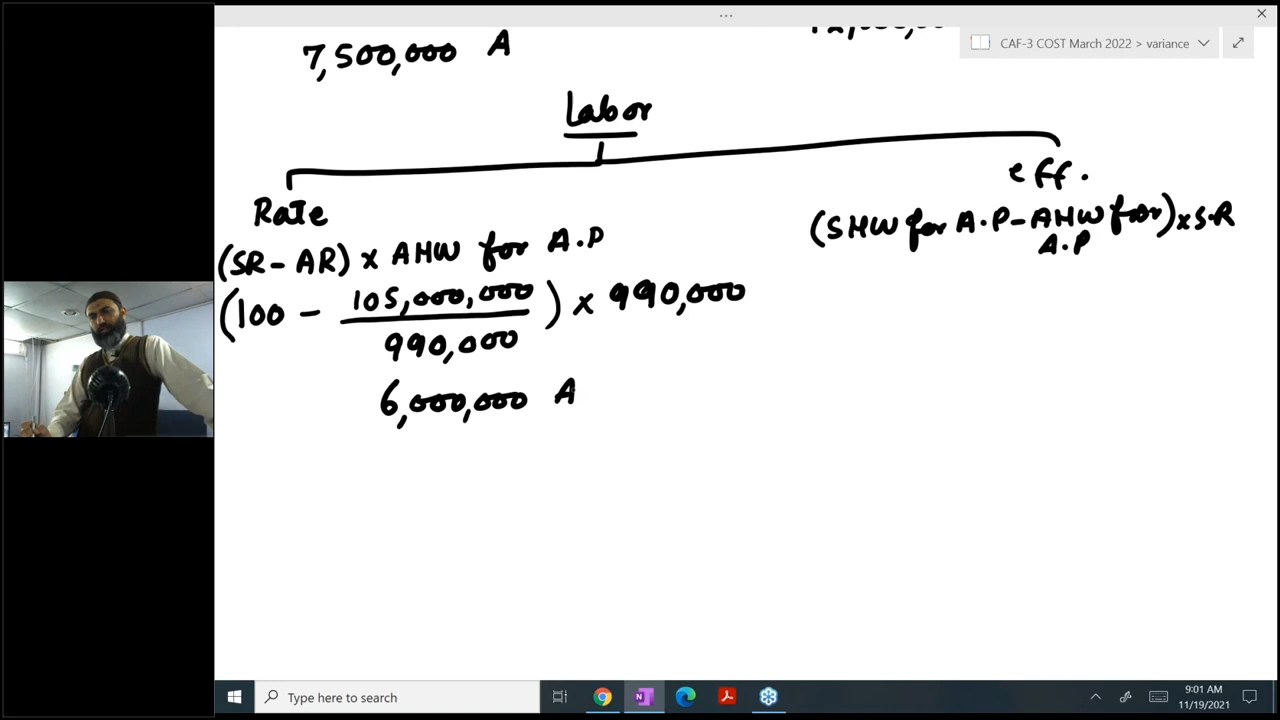 CAF-3 COST March 2022 > variance
7,500,000 A
Labor
Rate
eff.
(SR - AR) x AHW for A.P
(SHW for A.P - AHW for) x S.R
A.P
(100 - 105,000,000 ) x 990,000
990,000
6,000,000 A
Type here to search
9:01 AM
11/19/2021